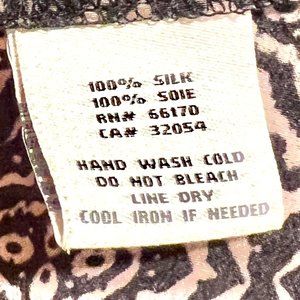 100% SILK
100% SOIE
RN# 66170
CA# 32054
HAND WASH COLD
DO NOT BLEACH
LINE DRY
COOL IRON IF NEEDED